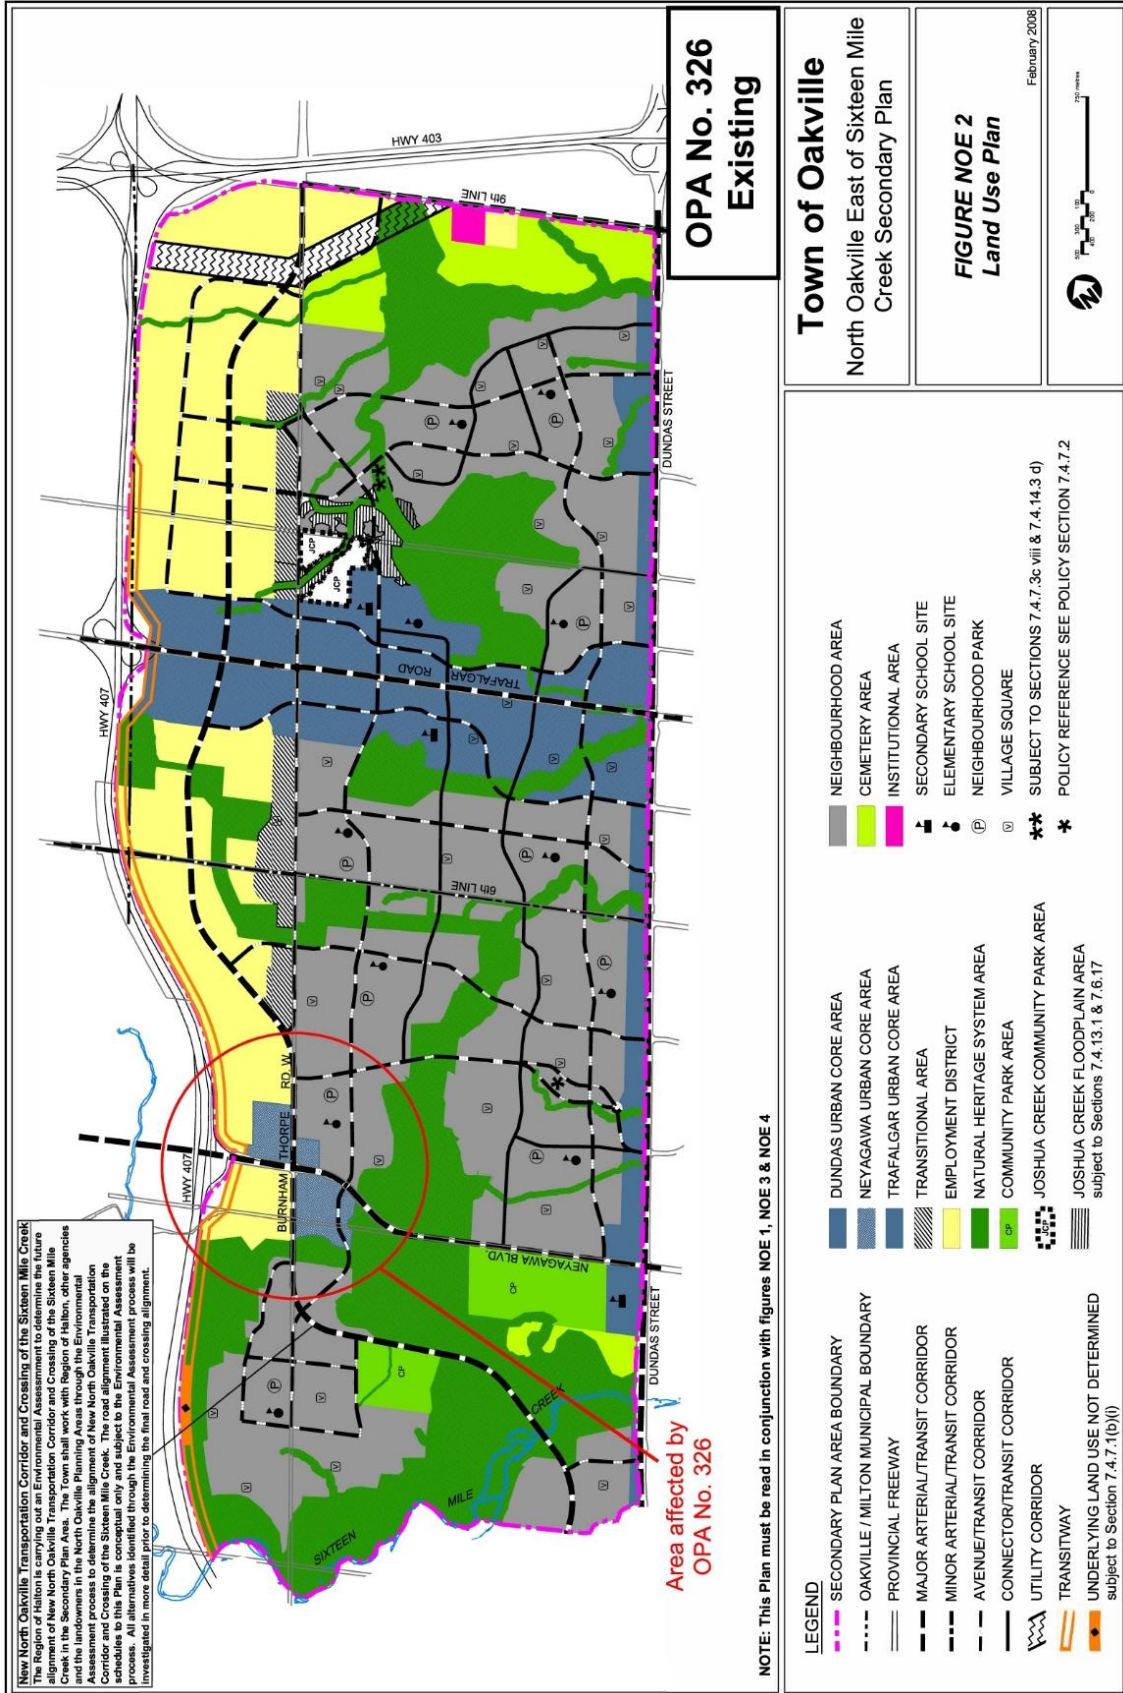 New North Oakville Transportation Corridor and Crossing of the Sixteen Mile Creek
The Region of Halton is carrying out an Environmental Assessment to determine the future
alignment of New North Oakville Transportation Corridor and Crossing of the Sixteen Mile
Creek in the Secondary Plan Area. The Town shall work with Region of Halton, other agencies
and the landowners in the North Oakville Planning Areas through the Environmental
Assessment process to determine the alignment of New North Oakville Transportation
Corridor and Crossing of the Sixteen Mile Creek. The road alignment illustrated on the
schedules to this Plan is conceptual only and subject to the Environmental Assessment
process. All alternatives identified through the Environmental Assessment process will be
investigated in more detail prior to determining the final road and crossing alignment.
HWY 407
HWY 407
HWY 403
BURNHAMTHORPE RD. W.
NEYAGAWA BLVD.
6th LINE
TRAFALGAR ROAD
9th LINE
DUNDAS STREET
DUNDAS STREET
SIXTEEN MILE CREEK
JCP
JCP
CP
CP
Area affected by
OPA No. 326
OPA No. 326
Existing
NOTE: This Plan must be read in conjunction with figures NOE 1, NOE 3 & NOE 4
LEGEND
SECONDARY PLAN AREA BOUNDARY
OAKVILLE / MILTON MUNICIPAL BOUNDARY
PROVINCIAL FREEWAY
MAJOR ARTERIAL/TRANSIT CORRIDOR
MINOR ARTERIAL/TRANSIT CORRIDOR
AVENUE/TRANSIT CORRIDOR
CONNECTOR/TRANSIT CORRIDOR
UTILITY CORRIDOR
TRANSITWAY
UNDERLYING LAND USE NOT DETERMINED
subject to Section 7.4.7.1(b)(i)
DUNDAS URBAN CORE AREA
NEYAGAWA URBAN CORE AREA
TRAFALGAR URBAN CORE AREA
TRANSITIONAL AREA
EMPLOYMENT DISTRICT
NATURAL HERITAGE SYSTEM AREA
CP COMMUNITY PARK AREA
JCP JOSHUA CREEK COMMUNITY PARK AREA
JOSHUA CREEK FLOODPLAIN AREA
subject to Sections 7.4.13.1 & 7.6.17
NEIGHBOURHOOD AREA
CEMETERY AREA
INSTITUTIONAL AREA
SECONDARY SCHOOL SITE
ELEMENTARY SCHOOL SITE
P NEIGHBOURHOOD PARK
V VILLAGE SQUARE
** SUBJECT TO SECTIONS 7.4.7.3c viii & 7.4.14.3 d)
* POLICY REFERENCE SEE POLICY SECTION 7.4.7.2
Town of Oakville
North Oakville East of Sixteen Mile
Creek Secondary Plan
FIGURE NOE 2
Land Use Plan
February 2008
750 metres